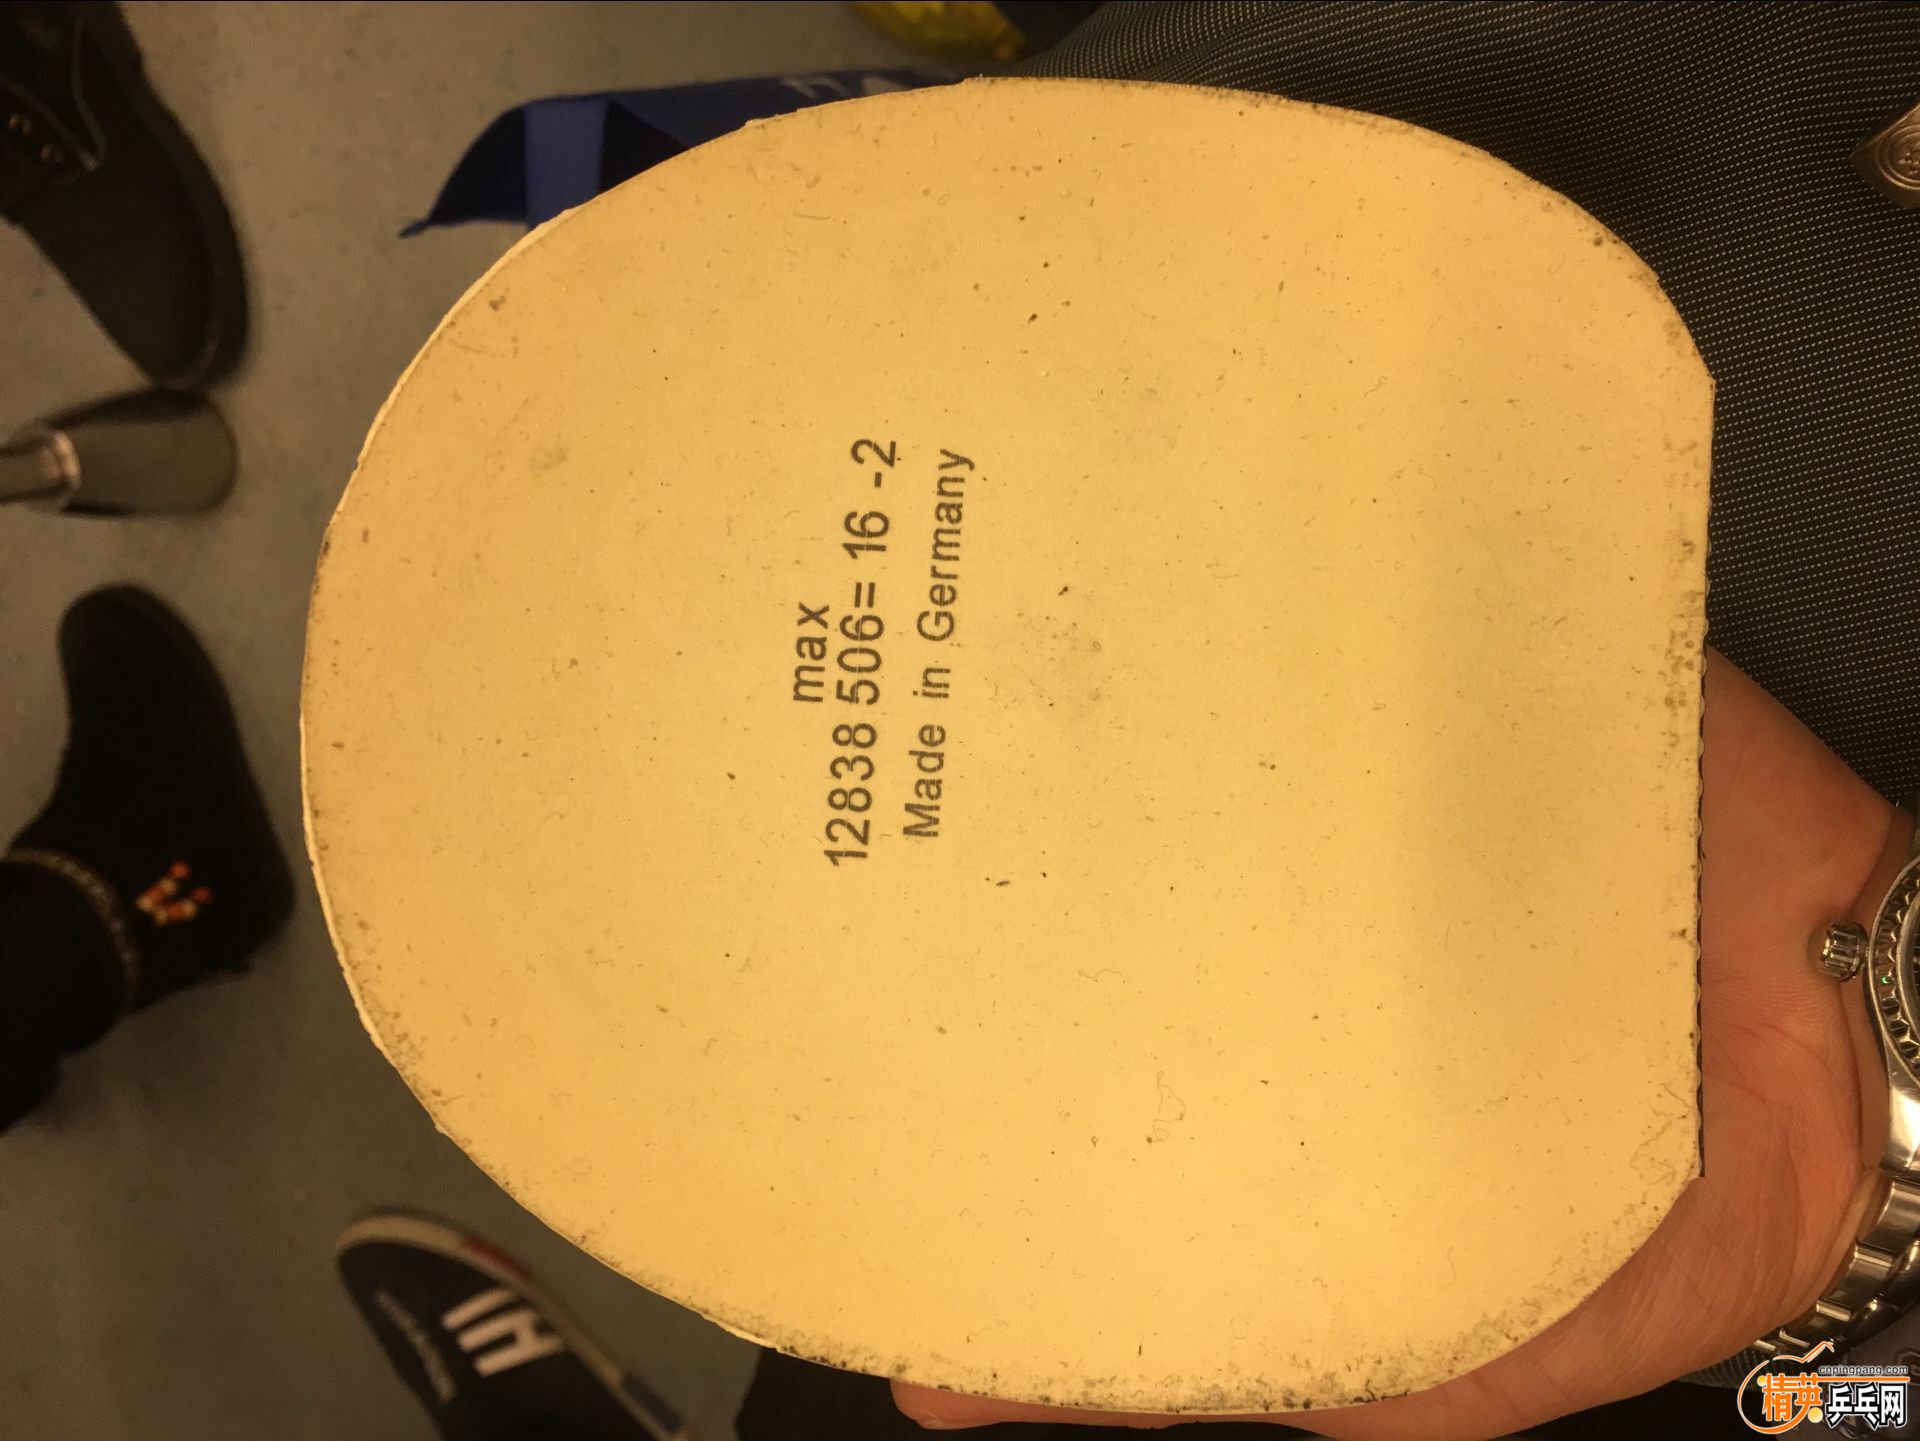 max
12838 506= 16 -2
Made in Germany
cnpingpang.com
精英乒乓网